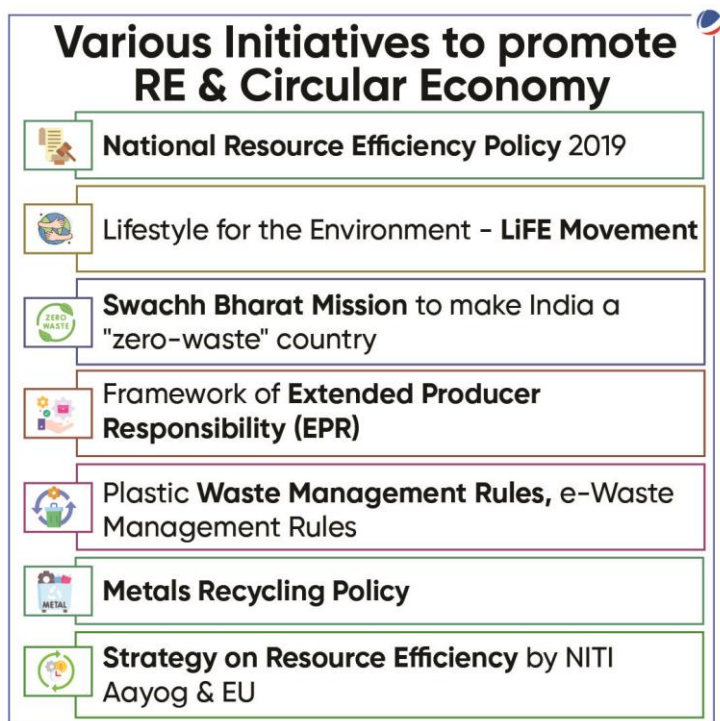 Various Initiatives to promote
RE & Circular Economy
National Resource Efficiency Policy 2019
Lifestyle for the Environment - LiFE Movement
ZERO
WASTE
Swachh Bharat Mission to make India a
"zero-waste" country
Framework of Extended Producer
Responsibility (EPR)
Plastic Waste Management Rules, e-Waste
Management Rules
METAL
Metals Recycling Policy
Strategy on Resource Efficiency by NITI
Aayog & EU